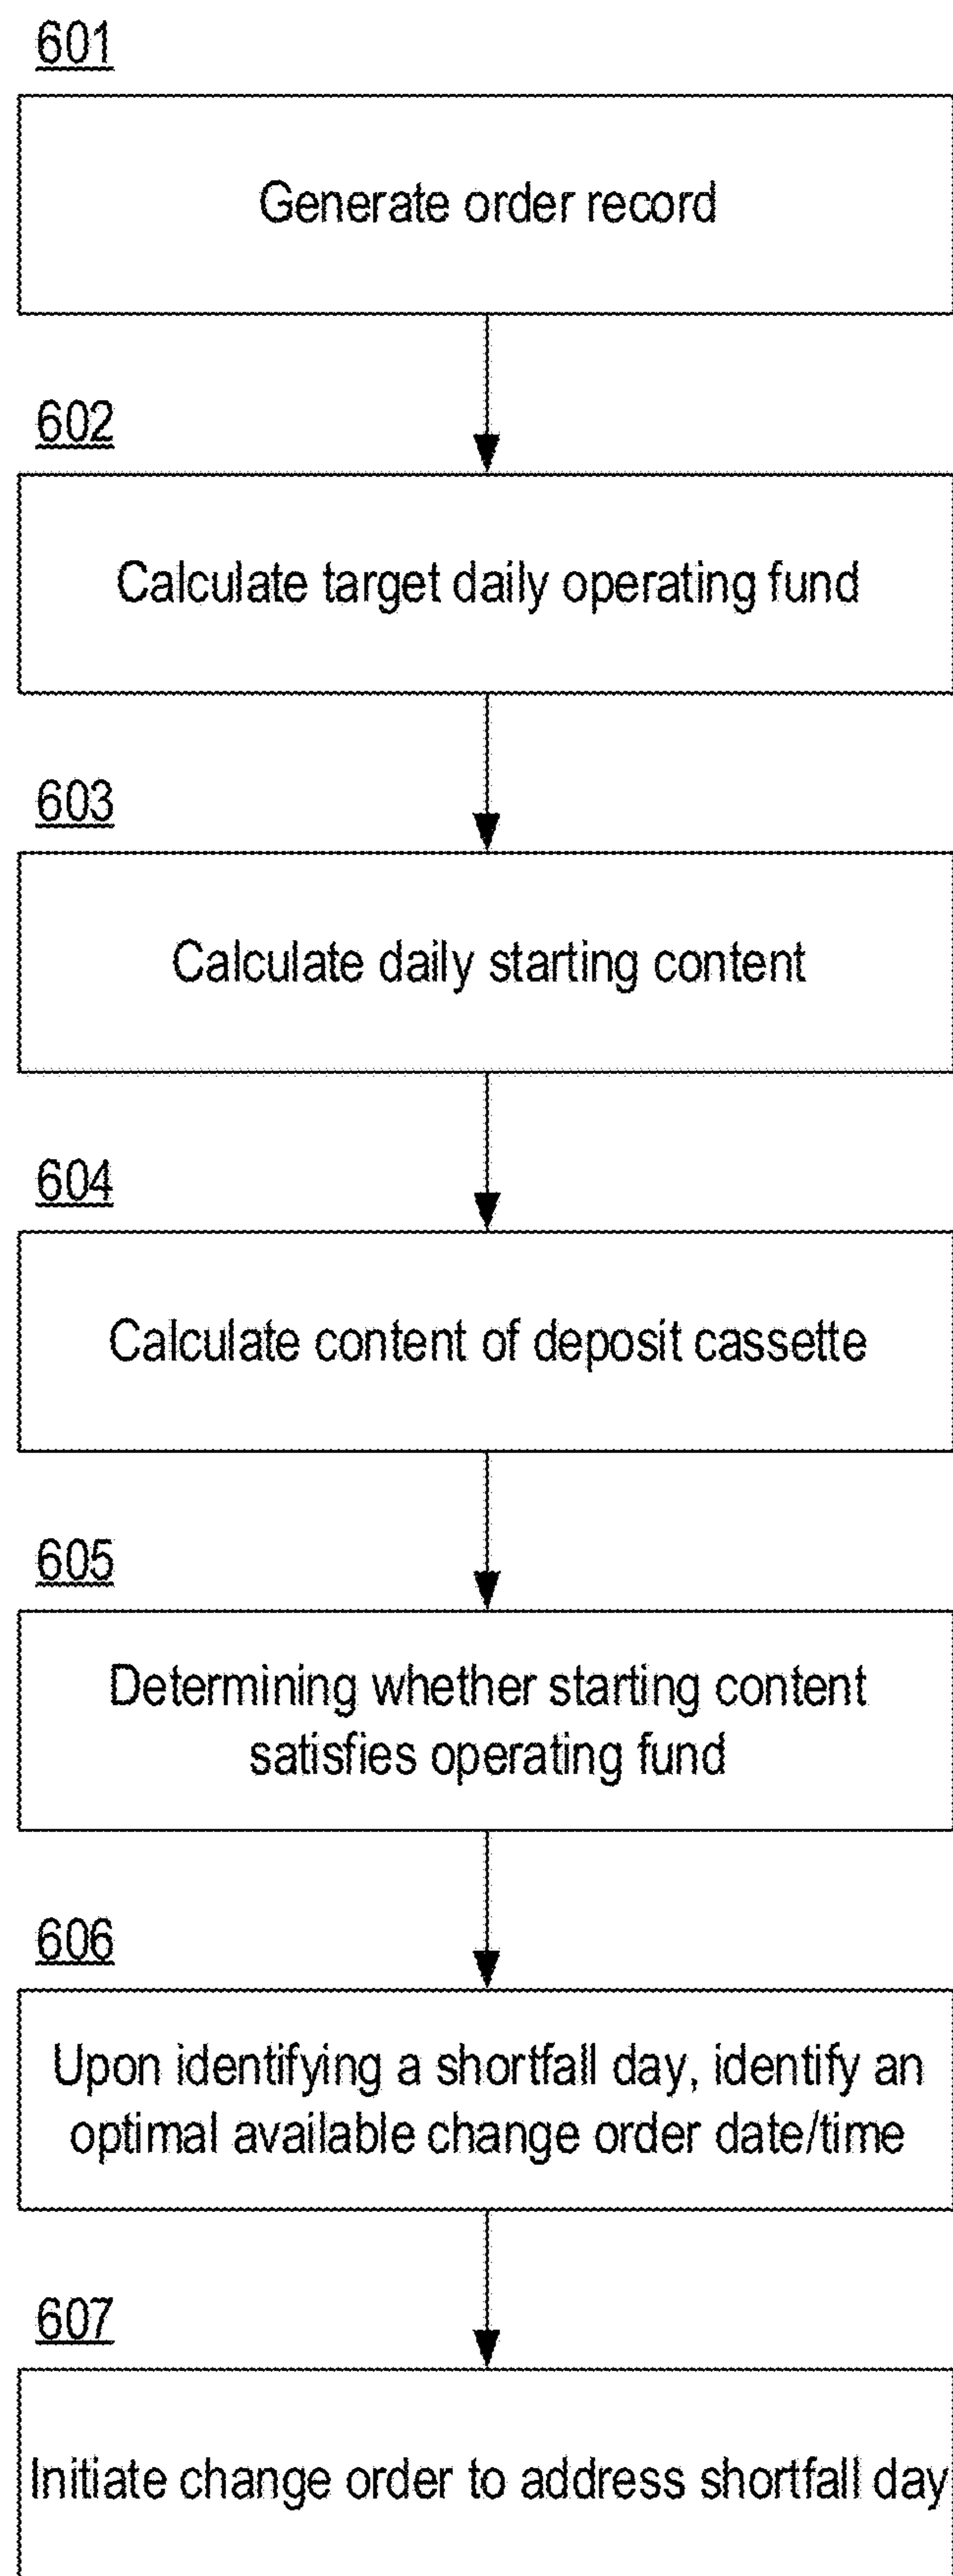 601
Generate order record
602
Calculate target daily operating fund
603
Calculate daily starting content
604
Calculate content of deposit cassette
605
Determining whether starting content
satisfies operating fund
606
Upon identifying a shortfall day, identify an
optimal available change order date/time
607
Initiate change order to address shortfall day